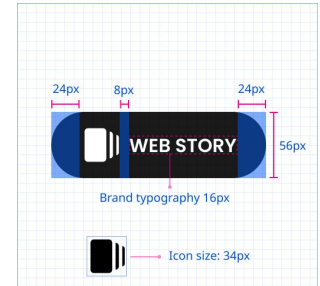 24px 8px 24px
WEB STORY
56px
Brand typography 16px
Icon size: 34px